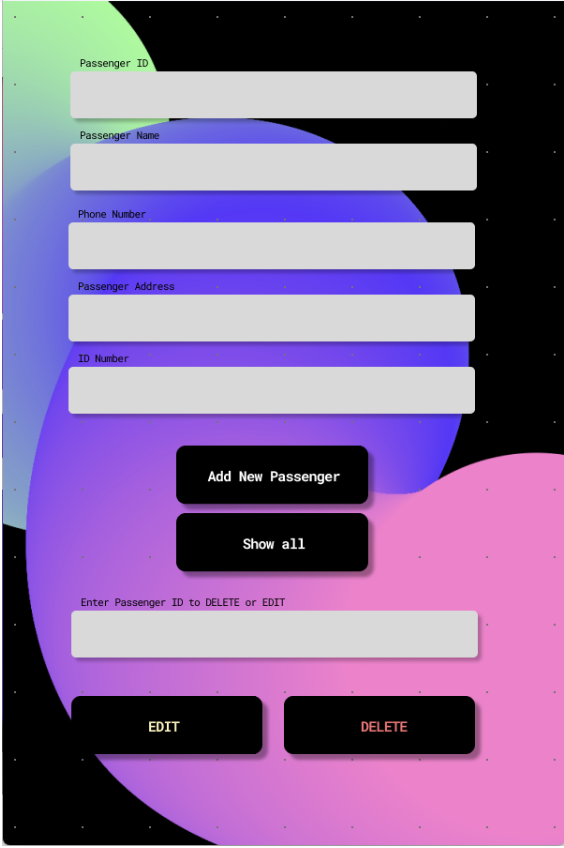 Passenger ID
Passenger Name
Phone Number
Passenger Address
ID Number
Add New Passenger
Show all
Enter Passenger ID to DELETE or EDIT
EDIT
DELETE